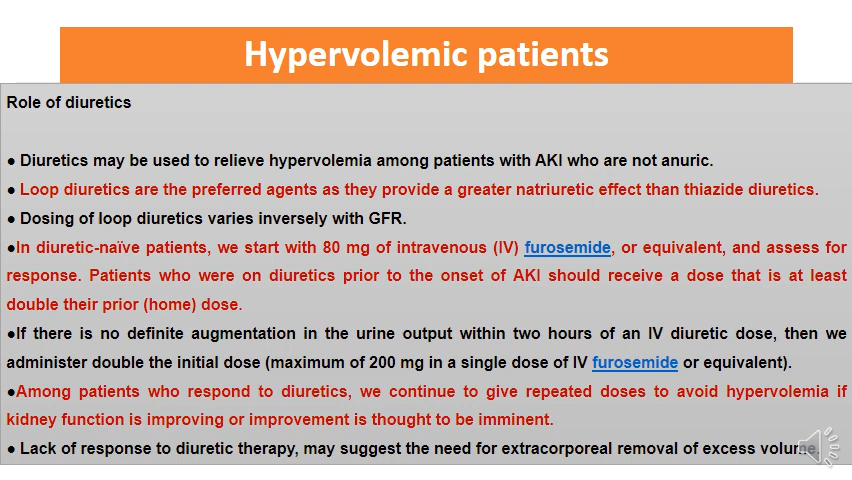 Hypervolemic patients
Role of diuretics
● Diuretics may be used to relieve hypervolemia among patients with AKI who are not anuric.
● Loop diuretics are the preferred agents as they provide a greater natriuretic effect than thiazide diuretics.
● Dosing of loop diuretics varies inversely with GFR.
●In diuretic-naïve patients, we start with 80 mg of intravenous (IV) furosemide, or equivalent, and assess for
response. Patients who were on diuretics prior to the onset of AKI should receive a dose that is at least
double their prior (home) dose.
●If there is no definite augmentation in the urine output within two hours of an IV diuretic dose, then we
administer double the initial dose (maximum of 200 mg in a single dose of IV furosemide or equivalent).
●Among patients who respond to diuretics, we continue to give repeated doses to avoid hypervolemia if
kidney function is improving or improvement is thought to be imminent.
● Lack of response to diuretic therapy, may suggest the need for extracorporeal removal of excess volume.